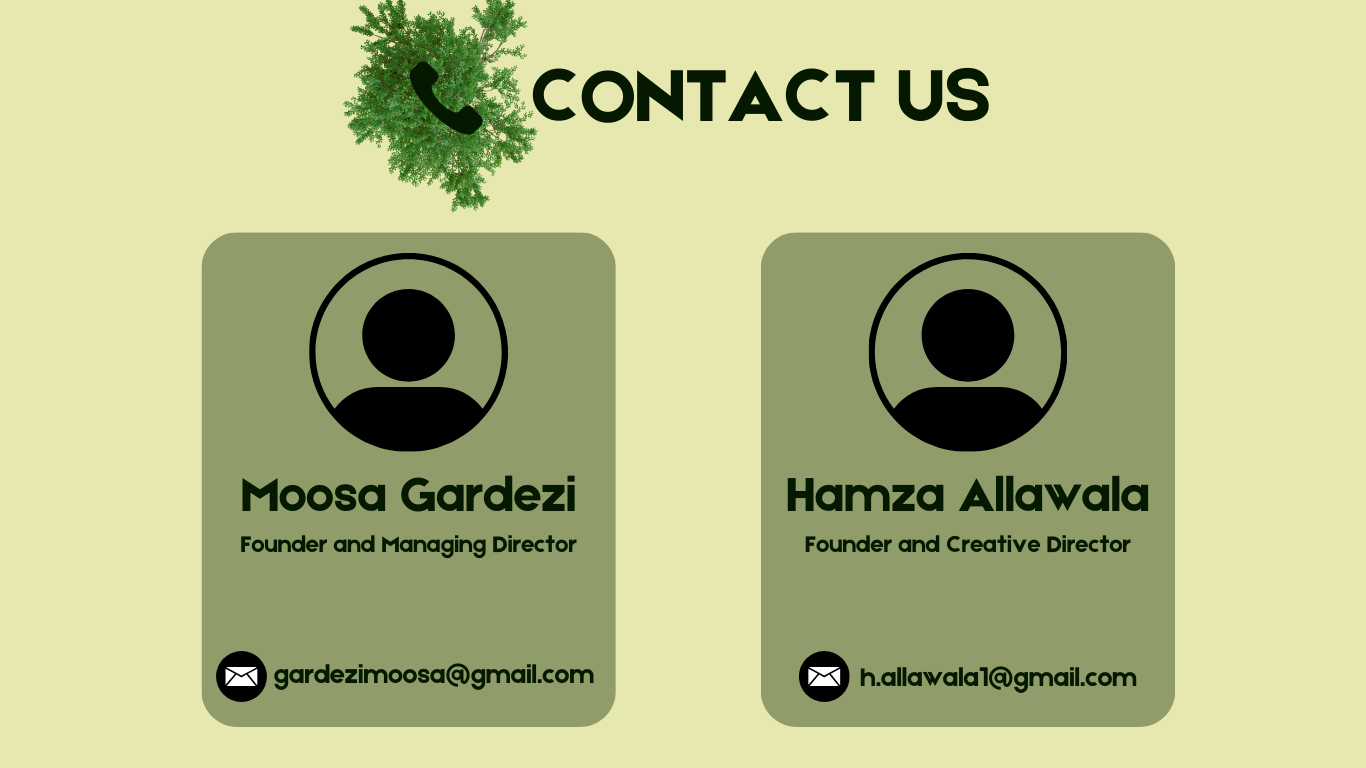 CONTACT US
Moosa Gardezi
Founder and Managing Director
gardezimoosa@gmail.com
Hamza Allawala
Founder and Creative Director
h.allawala1@gmail.com